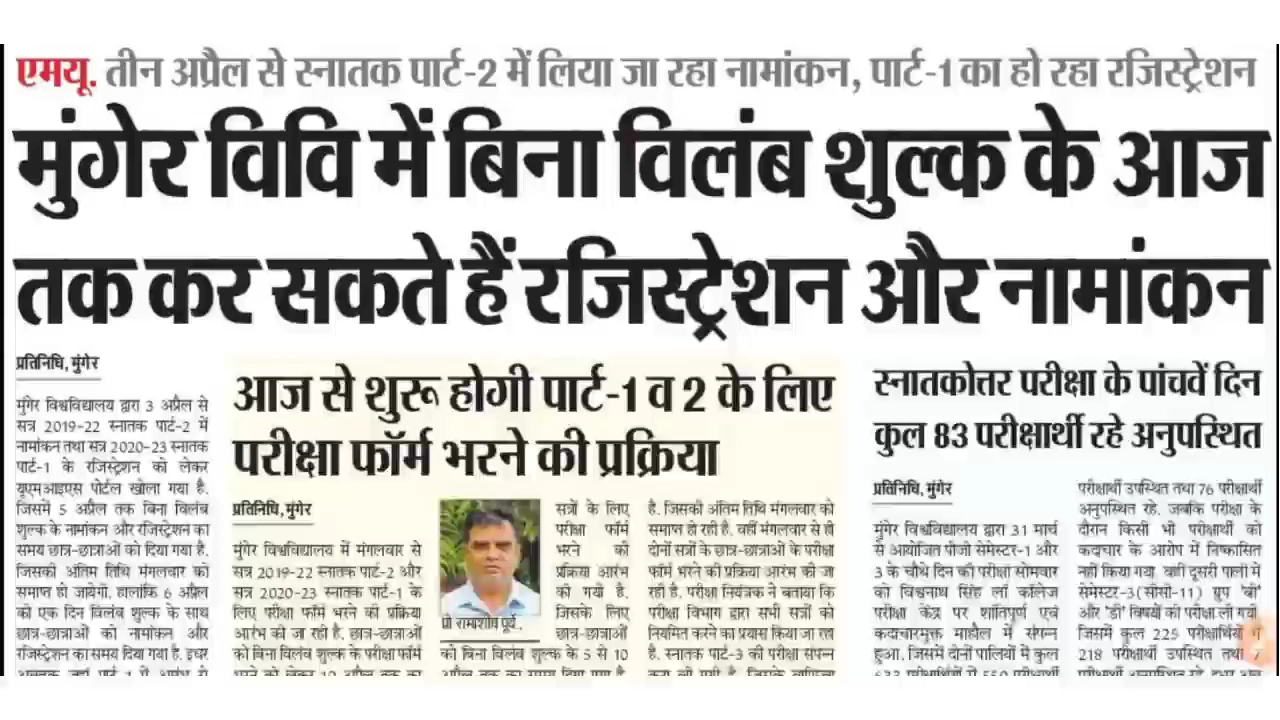 एमयू. तीन अप्रैल से स्नातक पार्ट-2 में लिया जा रहा नामांकन, पार्ट-1 का हो रहा रजिस्ट्रेशन
मुंगेर विवि में बिना विलंब शुल्क के आज
तक कर सकते हैं रजिस्ट्रेशन और नामांकन
प्रतिनिधि, मुंगेर
मुंगेर विश्वविद्यालय द्वारा 3 अप्रैल से
सत्र 2019-22 स्नातक पार्ट-2 में
नामांकन तथा सत्र 2020-23 स्नातक
पार्ट-1 के रजिस्ट्रेशन को लेकर
यूएमआइएस पोर्टल खोला गया है.
जिसमें 5 अप्रैल तक बिना विलंब
शुल्क के नामांकन और रजिस्ट्रेशन का
समय छात्र-छात्राओं को दिया गया है.
जिसकी अंतिम तिथि मंगलवार को
समाप्त हो जायेगी. हालांकि 6 अप्रैल
को एक दिन विलंब शुल्क के साथ
छात्र-छात्राओं को नामांकन और
रजिस्ट्रेशन का समय दिया गया है. इधर
आज से शुरू होगी पार्ट-1 व 2 के लिए
परीक्षा फॉर्म भरने की प्रक्रिया
प्रतिनिधि, मुंगेर
मुंगेर विश्वविद्यालय में मंगलवार से
सत्र 2019-22 स्नातक पार्ट-2 और
सत्र 2020-23 स्नातक पार्ट-1 के
लिए परीक्षा फॉर्म भरने की प्रक्रिया
आरंभ की जा रही है. छात्र-छात्राओं
को बिना विलंब शुल्क के परीक्षा फॉर्म
प्रो रामाशीष पूर्वे.
सत्रों के लिए
परीक्षा फॉर्म
भरने की
प्रक्रिया आरंभ
की गयी है.
जिसके लिए
छात्र-छात्राओं
को बिना विलंब शुल्क के 5 से 10
है. जिसकी अंतिम तिथि मंगलवार को
समाप्त हो रही है. वहीं मंगलवार से ही
दोनों सत्रों के छात्र-छात्राओं के परीक्षा
फॉर्म भरने की प्रक्रिया आरंभ की जा
रही है. परीक्षा नियंत्रक ने बताया कि
परीक्षा विभाग द्वारा सभी सत्रों को
नियमित करने का प्रयास किया जा रहा
है. स्नातक पार्ट-3 की परीक्षा संपन्न
स्नातकोत्तर परीक्षा के पांचवें दिन
कुल 83 परीक्षार्थी रहे अनुपस्थित
प्रतिनिधि, मुंगेर
मुंगेर विश्वविद्यालय द्वारा 31 मार्च
से आयोजित पीजी सेमेस्टर-1 और
3 के चौथे दिन की परीक्षा सोमवार
को विश्वनाथ सिंह लॉ कॉलेज
परीक्षा केंद्र पर शांतिपूर्ण एवं
कदाचारमुक्त माहौल में संपन्न
हुआ. जिसमें दोनों पालियों में कुल
परीक्षार्थी उपस्थित तथा 76 परीक्षार्थी
अनुपस्थित रहे. जबकि परीक्षा के
दौरान किसी भी परीक्षार्थी को
कदाचार के आरोप में निष्कासित
नहीं किया गया. वहीं दूसरी पाली में
सेमेस्टर-3(सीसी-11) ग्रुप 'बी'
और 'डी' विषयों की परीक्षा ली गयी.
जिसमें कुल 225 परीक्षार्थियों में
218 परीक्षार्थी उपस्थित तथा 7